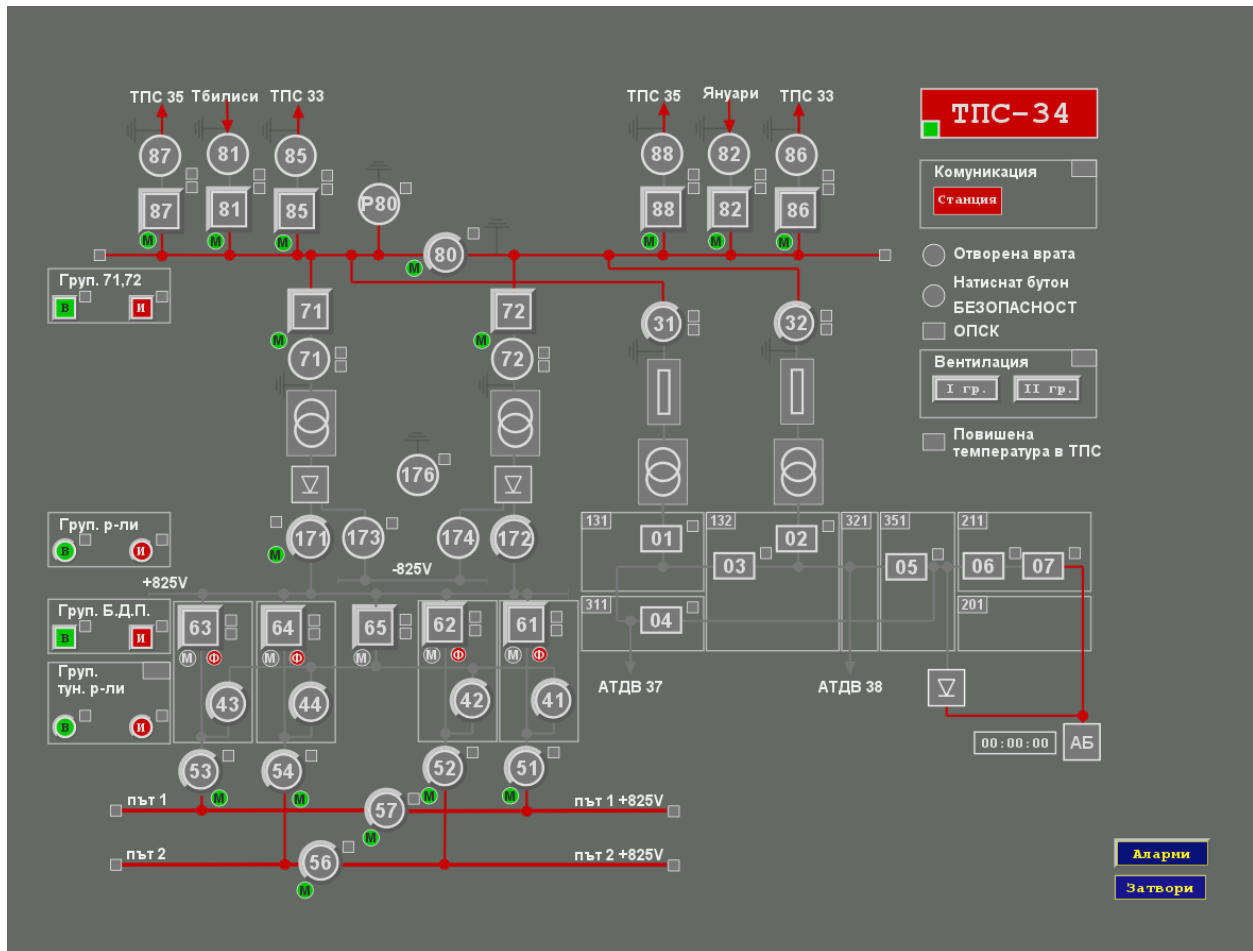 ТПС 35 Тбилиси ТПС 33
ТПС 35 Януари ТПС 33
ТПС-34
87 81 85 88 82 86
Комуникация
Станция
87 81 85 P80 88 82 86
М М М М М М
80
М
Отворена врата
Натиснат бутон
БЕЗОПАСНОСТ
ОПСК
Груп. 71,72
В И
71 72 31 32
М М
71 72
Вентилация
I гр. II гр.
Повишена
температура в ТПС
176
Груп. р-ли
В И
М
171 173 174 172
131 132 321 351 211
01 02
03 05 06 07
+825V -825V
Груп. Б.Д.П.
В И
63 64 65 62 61
М Ф М Ф М М Ф М Ф
311 04 201
Груп.
тун. р-ли
В И
43 44 42 41
АТДВ 37 АТДВ 38
00:00:00 АБ
53 54 52 51
М М М М
път 1 57 път 1 +825V
М
път 2 56 път 2 +825V
М
Аларми
Затвори